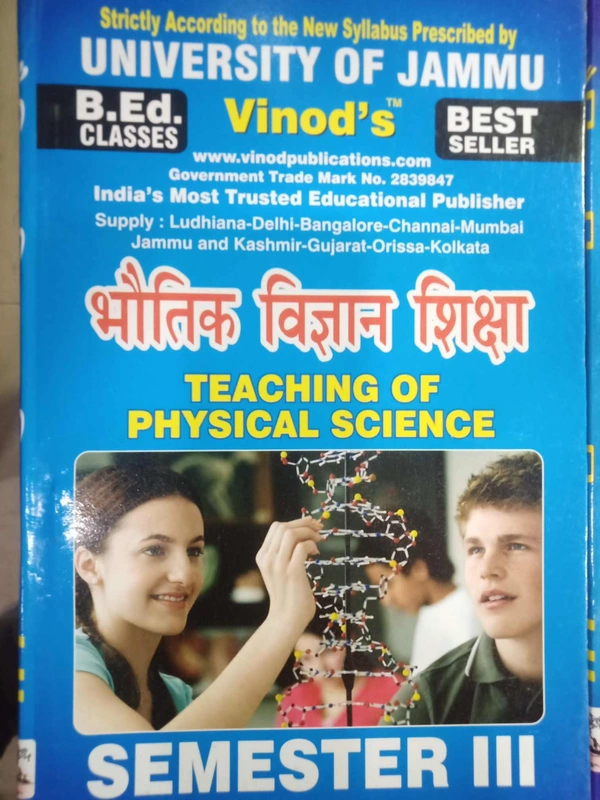 Strictly According to the New Syllabus Prescribed by
UNIVERSITY OF JAMMU
B.Ed.
CLASSES
Vinod's™
BEST
SELLER
www.vinodpublications.com
Government Trade Mark No. 2839847
India's Most Trusted Educational Publisher
Supply : Ludhiana-Delhi-Bangalore-Channai-Mumbai
Jammu and Kashmir-Gujarat-Orissa-Kolkata
भौतिक विज्ञान शिक्षा
TEACHING OF
PHYSICAL SCIENCE
SEMESTER III